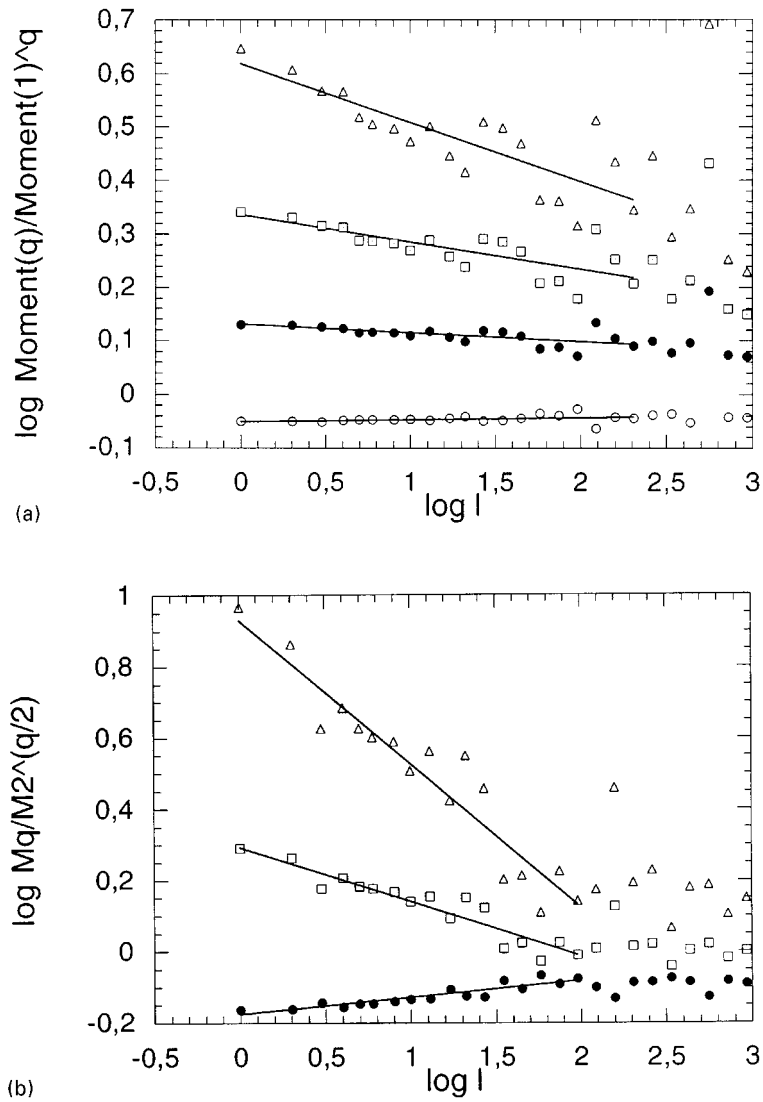 log Moment(q)/Moment(1)^q
0,7
0,6
0,5
0,4
0,3
0,2
0,1
0
-0,1
-0,5 0 0,5 1 1,5 2 2,5 3
log l
(a)
log Mq/M2^(q/2)
1
0,8
0,6
0,4
0,2
0
-0,2
-0,5 0 0,5 1 1,5 2 2,5 3
log l
(b)